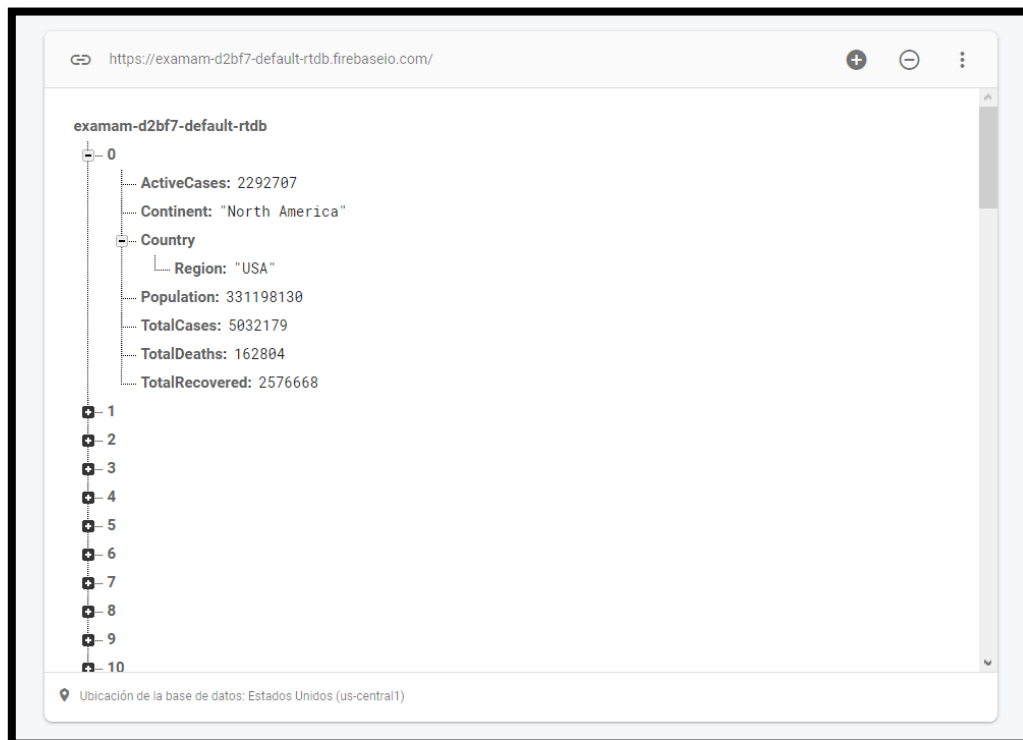 https://examam-d2bf7-default-rtdb.firebaseio.com/
examam-d2bf7-default-rtdb
0
ActiveCases: 2292707
Continent: "North America"
Country
Region: "USA"
Population: 331198130
TotalCases: 5032179
TotalDeaths: 162804
TotalRecovered: 2576668
1
2
3
4
5
6
7
8
9
10
Ubicación de la base de datos: Estados Unidos (us-central1)